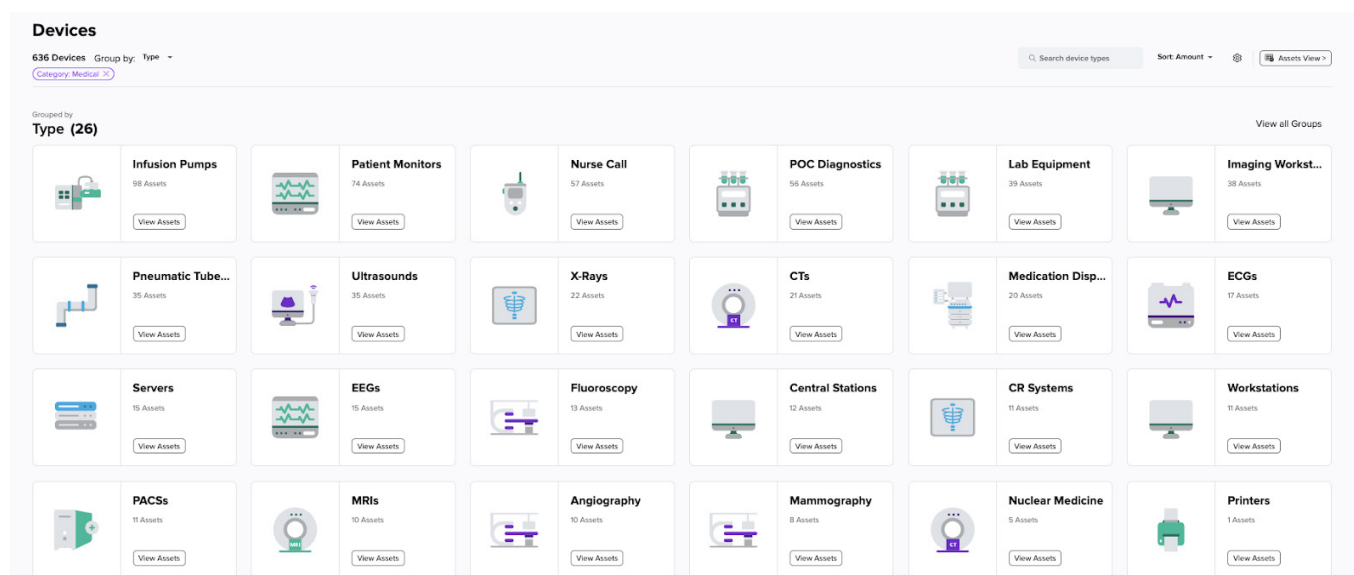 Devices
636 Devices Group by: Type
Search device types Sort: Amount Assets View >
Category: Medical ×
Grouped by
Type (26)
View all Groups
Infusion Pumps
98 Assets
View Assets
Patient Monitors
74 Assets
View Assets
Nurse Call
57 Assets
View Assets
POC Diagnostics
56 Assets
View Assets
Lab Equipment
39 Assets
View Assets
Imaging Workst...
38 Assets
View Assets
Pneumatic Tube...
35 Assets
View Assets
Ultrasounds
35 Assets
View Assets
X-Rays
22 Assets
View Assets
CTs
21 Assets
View Assets
CT
Medication Disp...
20 Assets
View Assets
ECGs
17 Assets
View Assets
Servers
15 Assets
View Assets
EEGs
15 Assets
View Assets
Fluoroscopy
13 Assets
View Assets
Central Stations
12 Assets
View Assets
CR Systems
11 Assets
View Assets
Workstations
11 Assets
View Assets
PACSs
11 Assets
View Assets
MRIs
10 Assets
View Assets
MRI
Angiography
10 Assets
View Assets
Mammography
8 Assets
View Assets
Nuclear Medicine
5 Assets
View Assets
CT
Printers
1 Assets
View Assets